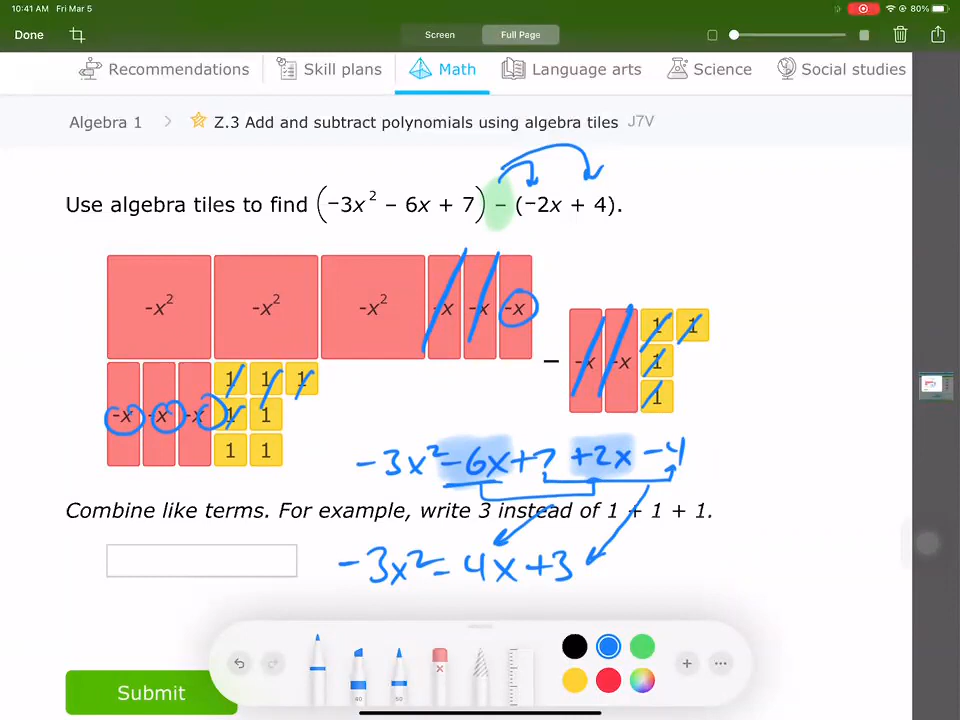 10:41 AM Fri Mar 5 80%
Done Screen Full Page
Recommendations Skill plans Math Language arts Science Social studies
Algebra 1 > Z.3 Add and subtract polynomials using algebra tiles J7V
Use algebra tiles to find (-3x² – 6x + 7) – (-2x + 4).
-x² -x² -x² -x -x -x
– -x -x 1 1
1
1
-x -x -x 1 1 1
1 1
1 1
-3x² -6x +7 +2x -4
Combine like terms. For example, write 3 instead of 1 + 1 + 1.
-3x² = 4x +3
40 50
Submit